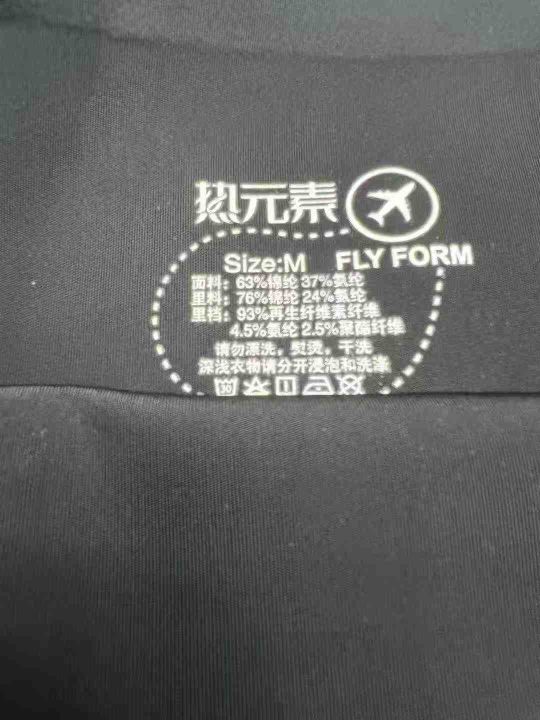 热元素
Size:M FLY FORM
面料: 63%锦纶 37%氨纶
里料: 76%锦纶 24%氨纶
里裆: 93%再生纤维素纤维
4.5%氨纶 2.5%聚酯纤维
请勿漂洗, 熨烫, 干洗
深浅衣物请分开浸泡和洗涤